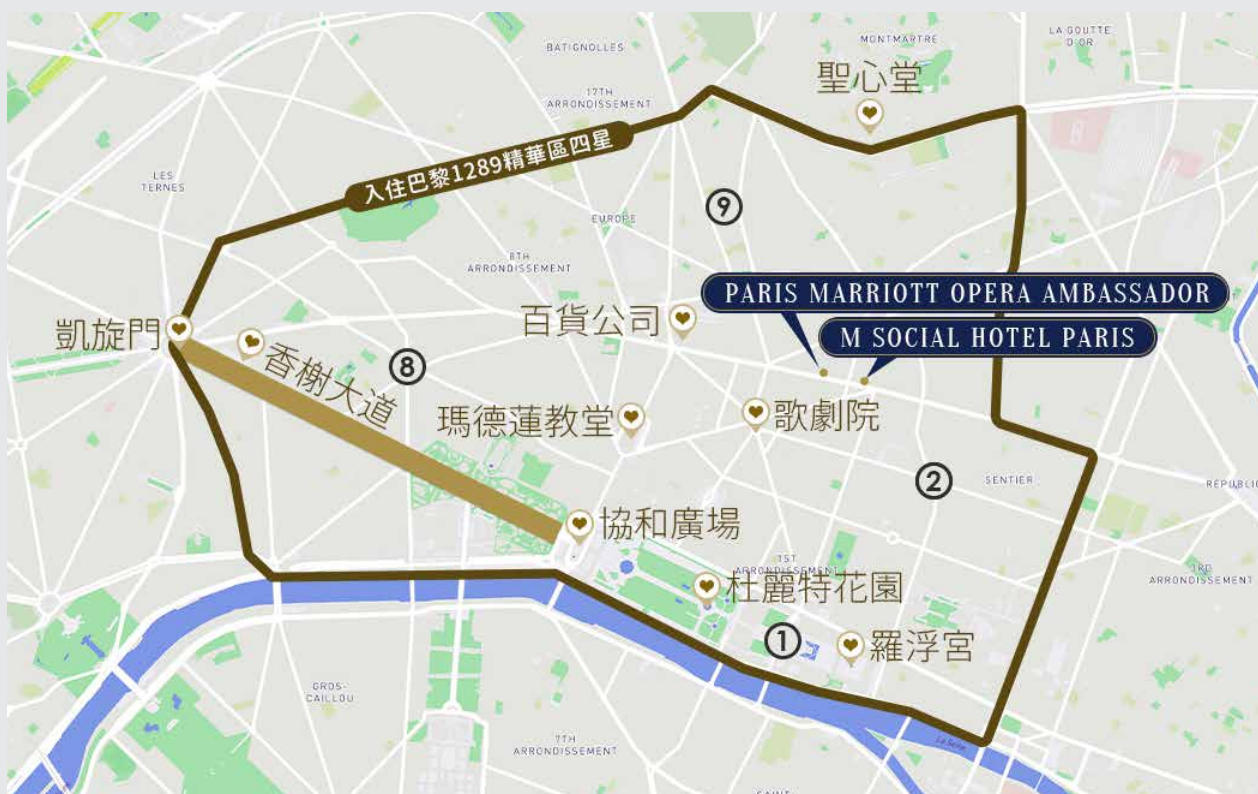 LA GOUTTE
D'OR
MONTMARTRE
BATIGNOLLES
聖心堂
17TH
ARRONDISSEMENT
入住巴黎1289精華區四星
LES
TERNES
⑨
EUROPE
8TH
ARRONDISSEMENT
PARIS MARRIOTT OPERA AMBASSADOR
百貨公司
M SOCIAL HOTEL PARIS
凱旋門
香榭大道
⑧
瑪德蓮教堂
歌劇院
②
SENTIER
RÉPUBLIC
協和廣場
1ST
ARRONDISSEMENT
3RD
ARRONDISSEMENT
杜麗特花園
①
羅浮宮
GROS-
CAILLOU
7TH
ARRONDISSEMENT
La Seine